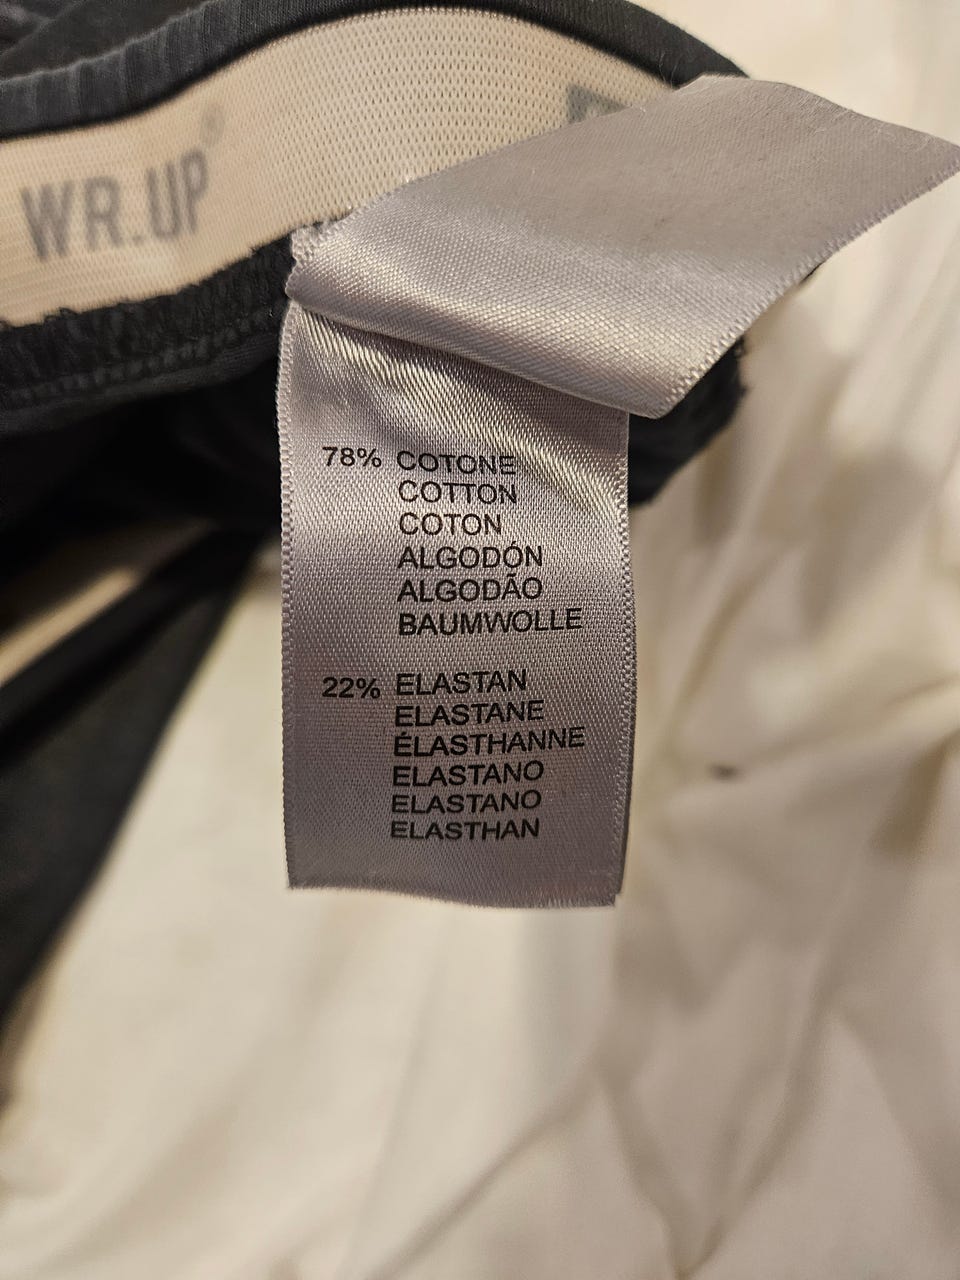 WR.UP
78% COTONE
COTTON
COTON
ALGODÓN
ALGODÃO
BAUMWOLLE
22% ELASTAN
ELASTANE
ÉLASTHANNE
ELASTANO
ELASTANO
ELASTHAN